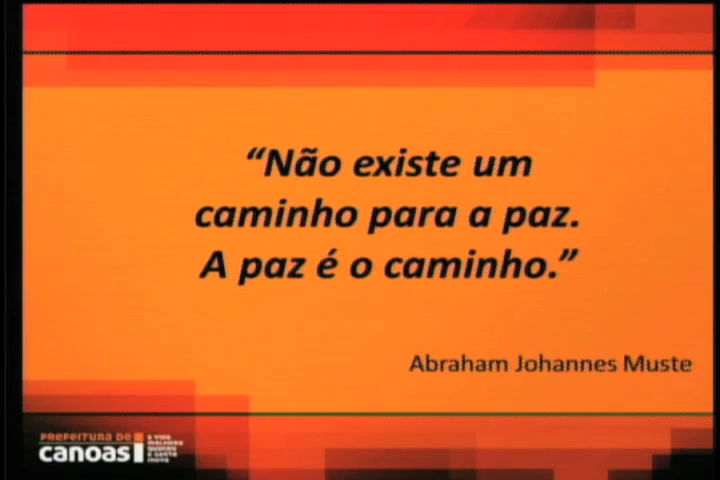 “Não existe um
caminho para a paz.
A paz é o caminho.”
Abraham Johannes Muste
PREFEITURA DE
CANOAS